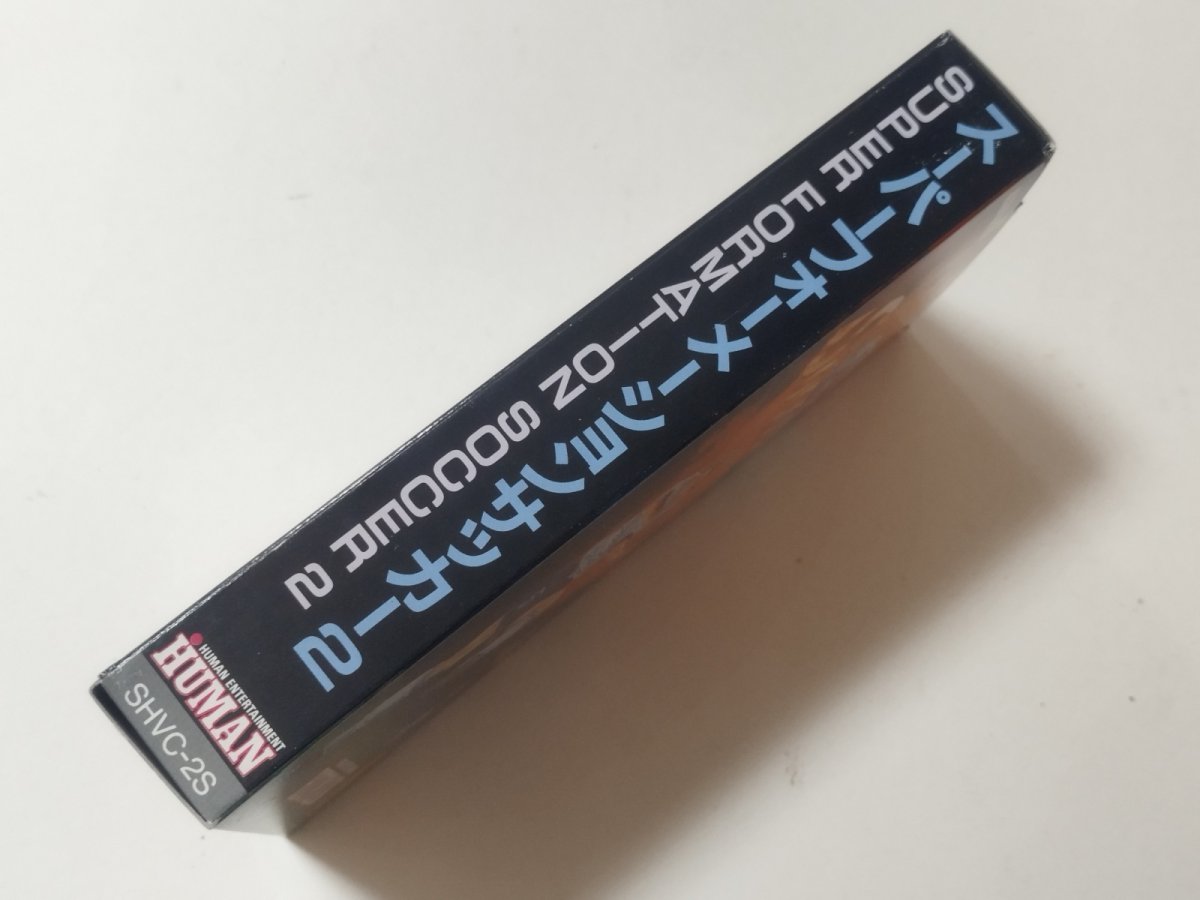 スーパーフォーメーションサッカー2
SUPER FORMATION SOCCER 2
HUMAN ENTERTAINMENT
HUMAN
SHVC-2S